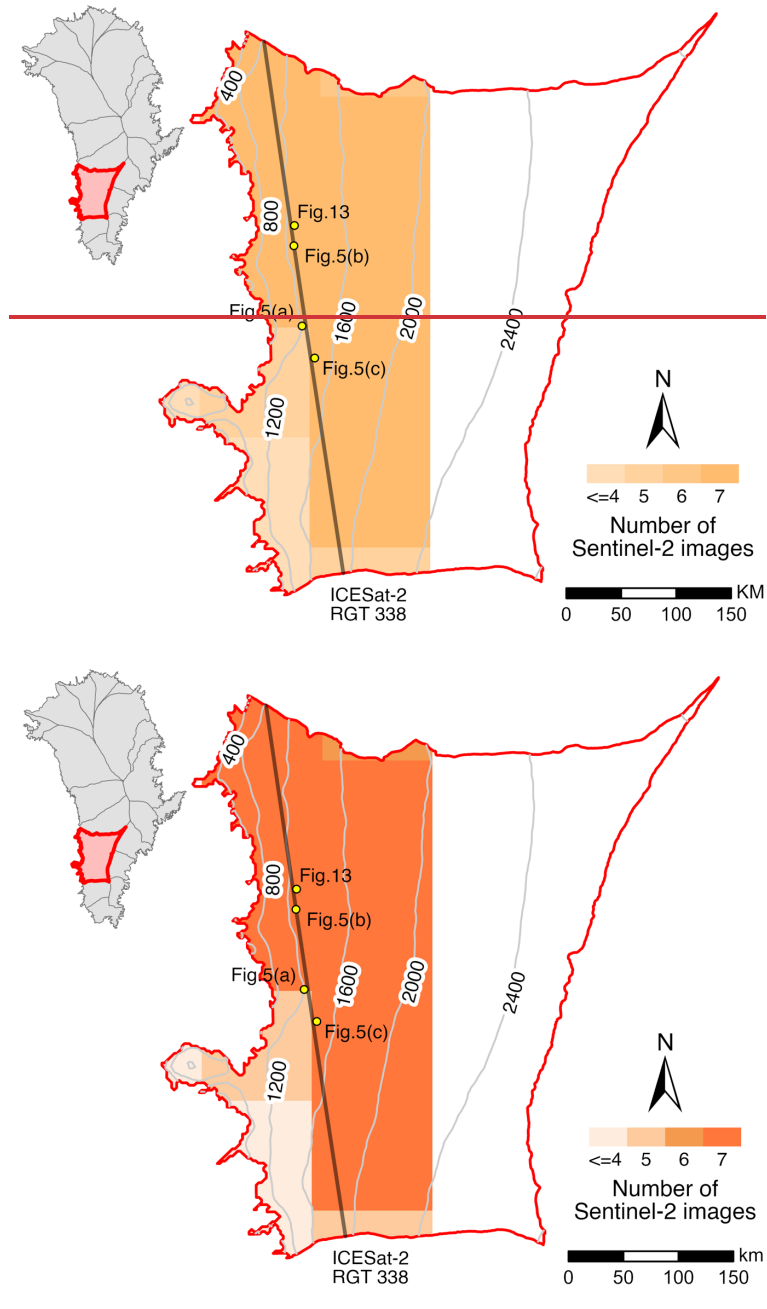 400
800
Fig.13
Fig.5(b)
Fig.5(a)
1600
2000
2400
Fig.5(c)
1200
N
<=4 5 6 7
Number of
Sentinel-2 images
KM
0 50 100 150
ICESat-2
RGT 338
400
800
Fig.13
Fig.5(b)
Fig.5(a)
1600
2000
2400
Fig.5(c)
1200
N
<=4 5 6 7
Number of
Sentinel-2 images
km
0 50 100 150
ICESat-2
RGT 338